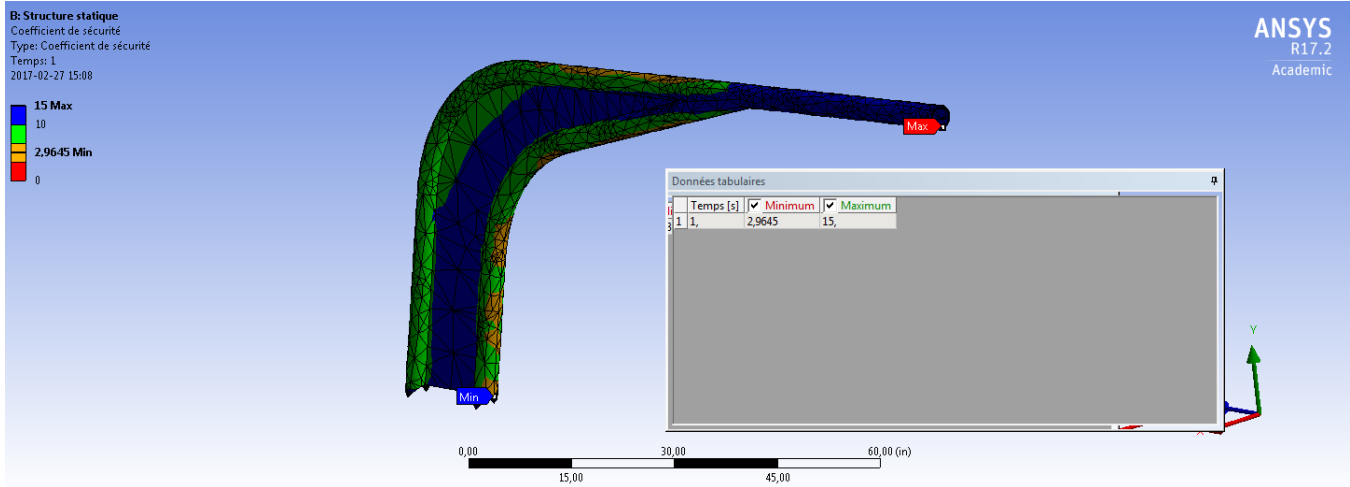 B: Structure statique
Coefficient de sécurité
Type: Coefficient de sécurité
Temps: 1
2017-02-27 15:08
15 Max
10
2,9645 Min
0
ANSYS
R17.2
Academic
Max
Min
Données tabulaires
Temps [s] Minimum Maximum
1 1, 2,9645 15,
3
Y
X
0,00 30,00 60,00 (in)
15,00 45,00